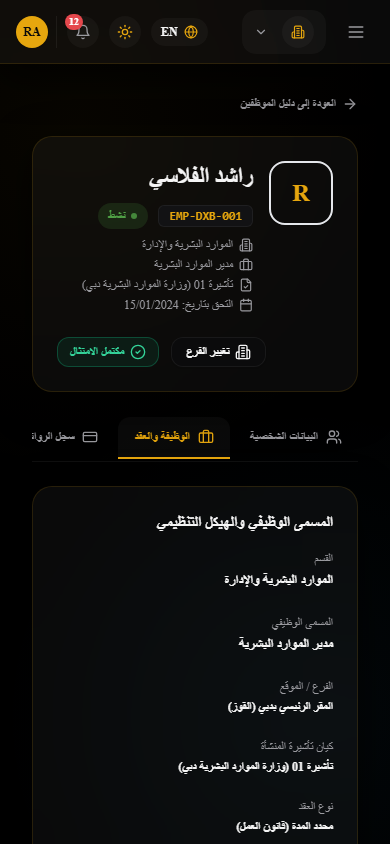 RA
12
EN
العودة إلى دليل الموظفين
R
راشد الفلاسي
EMP-DXB-001
نشط
الموارد البشرية والإدارة
مدير الموارد البشرية
تأشيرة 01 (وزارة الموارد البشرية دبي)
التحق بتاريخ: 15/01/2024
تغيير الفرع
مكتمل الامتثال
البيانات الشخصية
الوظيفة والعقد
سجل الروات
المسمى الوظيفي والهيكل التنظيمي
القسم
الموارد البشرية والإدارة
المسمى الوظيفي
مدير الموارد البشرية
الفرع / الموقع
المقر الرئيسي بدبي (القوز)
كيان تأشيرة المنشأة
تأشيرة 01 (وزارة الموارد البشرية دبي)
نوع العقد
محدد المدة (قانون العمل)